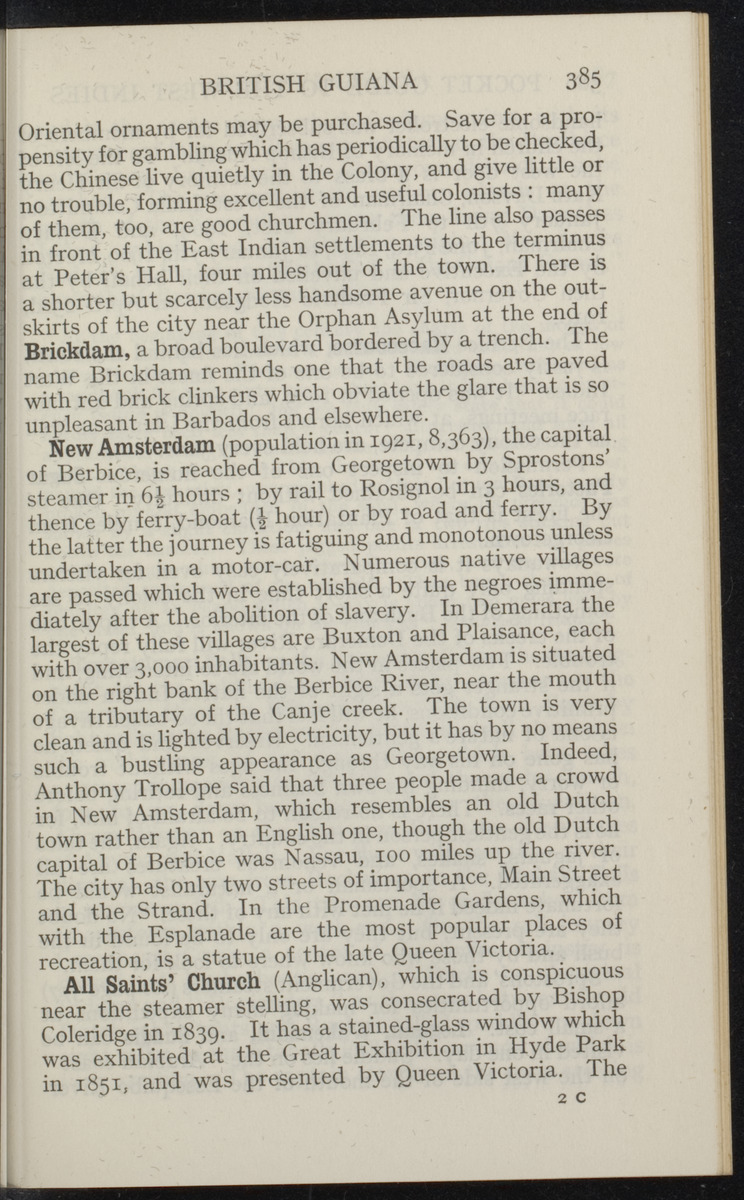 BRITISH GUIANA 385
Oriental ornaments may be purchased. Save for a pro-
pensity for gambling which has periodically to be checked,
the Chinese live quietly in the Colony, and give little or
no trouble, forming excellent and useful colonists : many
of them, too, are good churchmen. The line also passes
in front of the East Indian settlements to the terminus
at Peter's Hall, four miles out of the town. There is
a shorter but scarcely less handsome avenue on the out-
skirts of the city near the Orphan Asylum at the end of
Brickdam, a broad boulevard bordered by a trench. The
name Brickdam reminds one that the roads are paved
with red brick clinkers which obviate the glare that is so
unpleasant in Barbados and elsewhere.
New Amsterdam (population in 1921, 8,363), the capital
of Berbice, is reached from Georgetown by Sprostons'
steamer in 6½ hours ; by rail to Rosignol in 3 hours, and
thence by ferry-boat (½ hour) or by road and ferry. By
the latter the journey is fatiguing and monotonous unless
undertaken in a motor-car. Numerous native villages
are passed which were established by the negroes imme-
diately after the abolition of slavery. In Demerara the
largest of these villages are Buxton and Plaisance, each
with over 3,000 inhabitants. New Amsterdam is situated
on the right bank of the Berbice River, near the mouth
of a tributary of the Canje creek. The town is very
clean and is lighted by electricity, but it has by no means
such a bustling appearance as Georgetown. Indeed,
Anthony Trollope said that three people made a crowd
in New Amsterdam, which resembles an old Dutch
town rather than an English one, though the old Dutch
capital of Berbice was Nassau, 100 miles up the river.
The city has only two streets of importance, Main Street
and the Strand. In the Promenade Gardens, which
with the Esplanade are the most popular places of
recreation, is a statue of the late Queen Victoria.
All Saints' Church (Anglican), which is conspicuous
near the steamer stelling, was consecrated by Bishop
Coleridge in 1839. It has a stained-glass window which
was exhibited at the Great Exhibition in Hyde Park
in 1851, and was presented by Queen Victoria. The
2 C